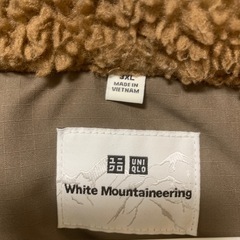 3XL
MADE IN
VIETNAM
ユニ UNI
クロ QLO
White Mountaineering